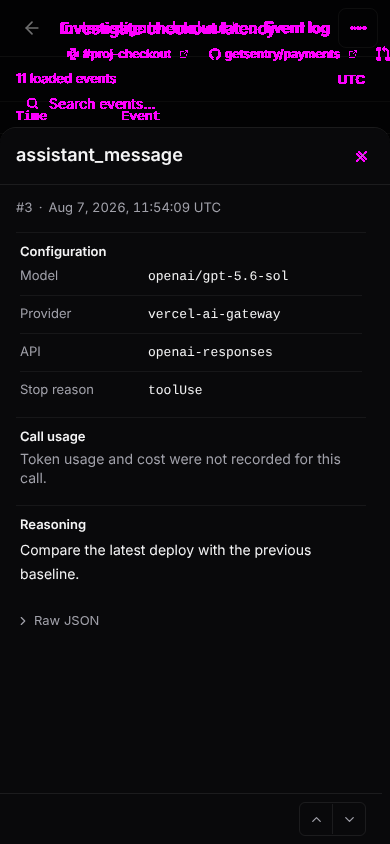 #proj-checkout getsentry/payments
11 loaded events UTC
Search events...
Time Event
assistant_message
#3 · Aug 7, 2026, 11:54:09 UTC
Configuration
Model openai/gpt-5.6-sol
Provider vercel-ai-gateway
API openai-responses
Stop reason toolUse
Call usage
Token usage and cost were not recorded for this
call.
Reasoning
Compare the latest deploy with the previous
baseline.
Raw JSON